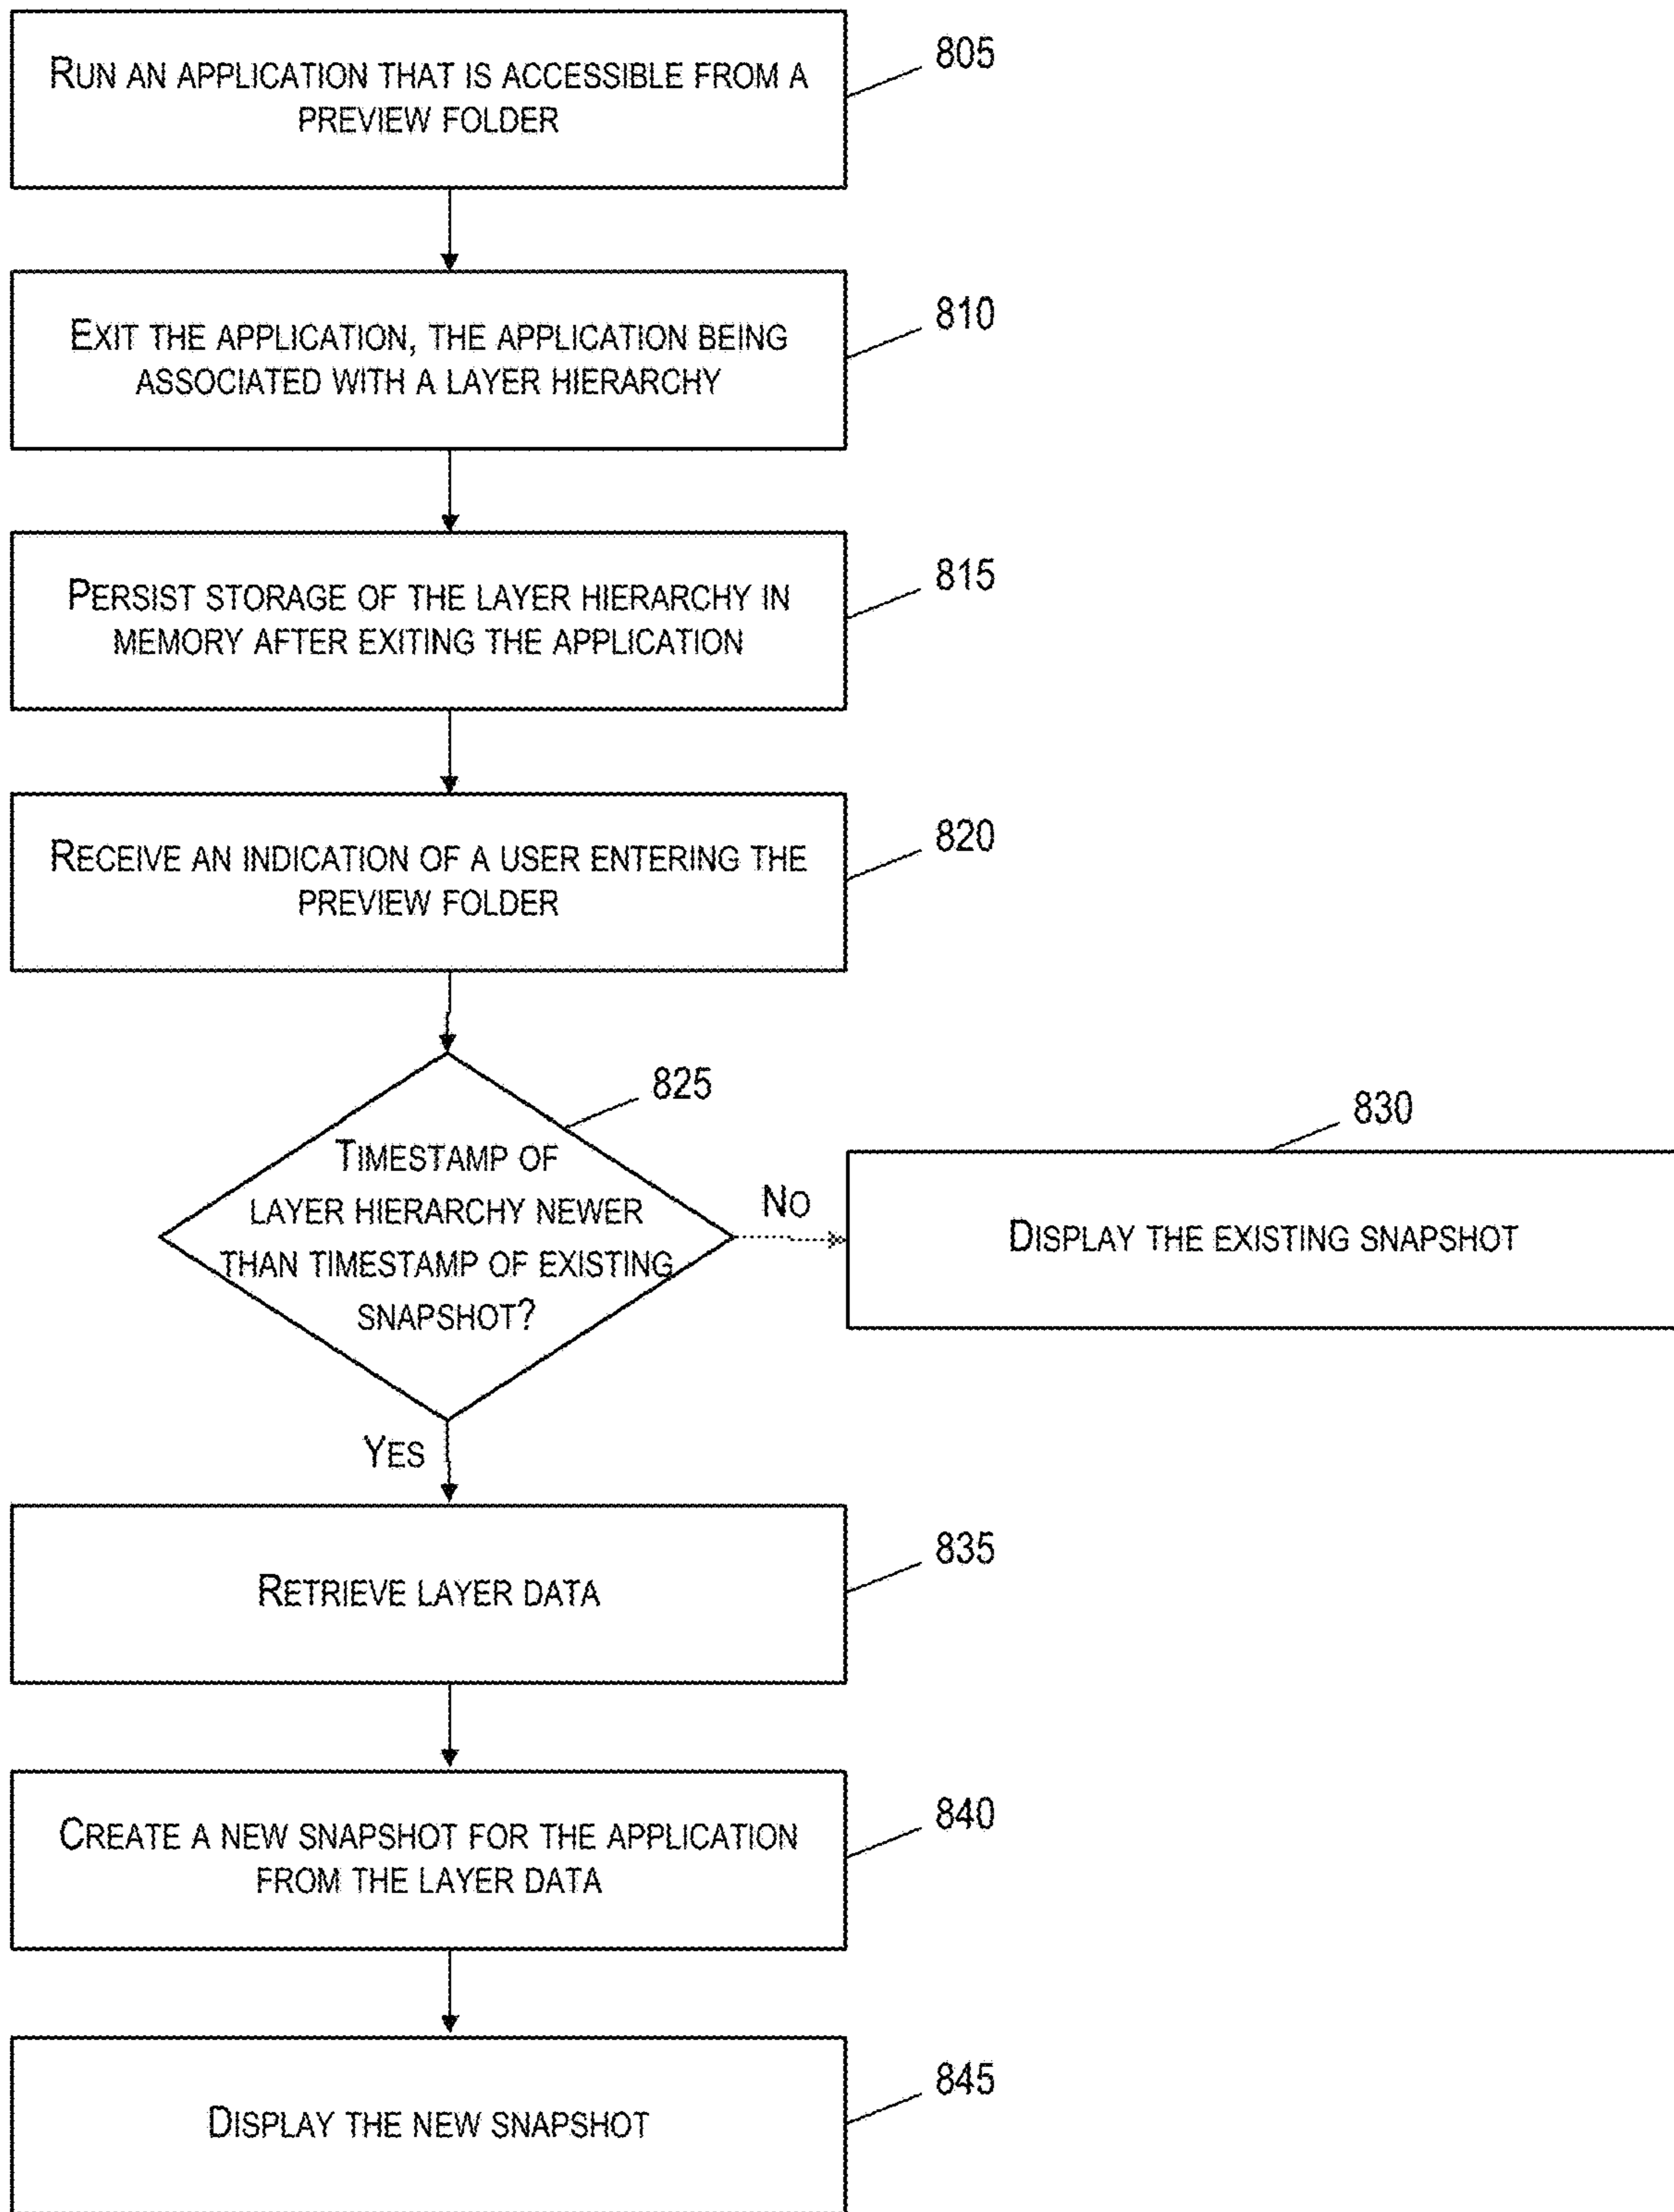 RUN AN APPLICATION THAT IS ACCESSIBLE FROM A
PREVIEW FOLDER
805
EXIT THE APPLICATION, THE APPLICATION BEING
ASSOCIATED WITH A LAYER HIERARCHY
810
PERSIST STORAGE OF THE LAYER HIERARCHY IN
MEMORY AFTER EXITING THE APPLICATION
815
RECEIVE AN INDICATION OF A USER ENTERING THE
PREVIEW FOLDER
820
TIMESTAMP OF
LAYER HIERARCHY NEWER
THAN TIMESTAMP OF EXISTING
SNAPSHOT?
825
NO
DISPLAY THE EXISTING SNAPSHOT
830
YES
RETRIEVE LAYER DATA
835
CREATE A NEW SNAPSHOT FOR THE APPLICATION
FROM THE LAYER DATA
840
DISPLAY THE NEW SNAPSHOT
845